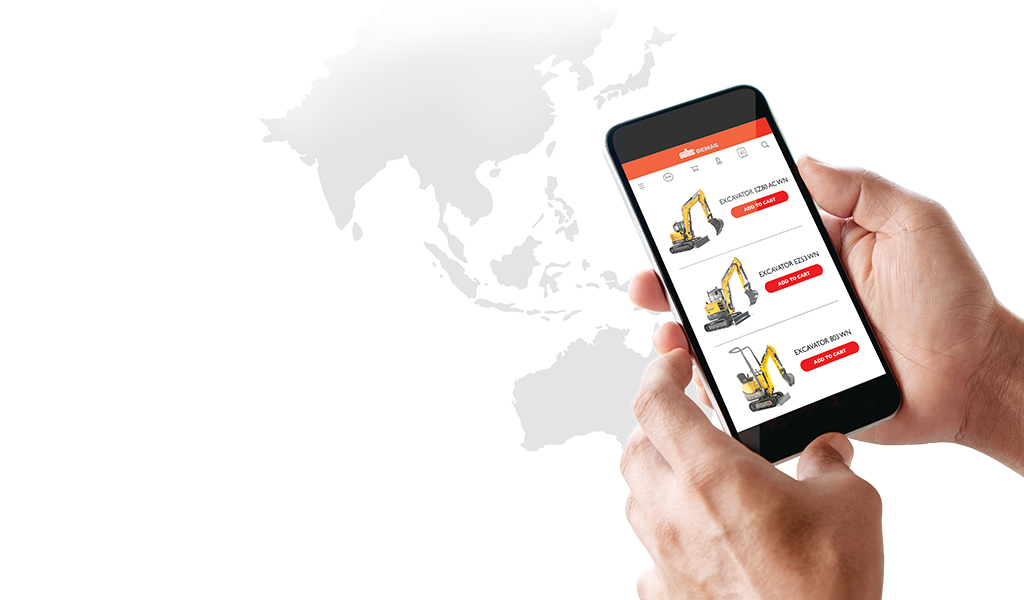 DEMAG
EXCAVATOR EZ80 AC WN
ADD TO CART
EXCAVATOR EZ53 WN
ADD TO CART
EXCAVATOR 803 WN
ADD TO CART